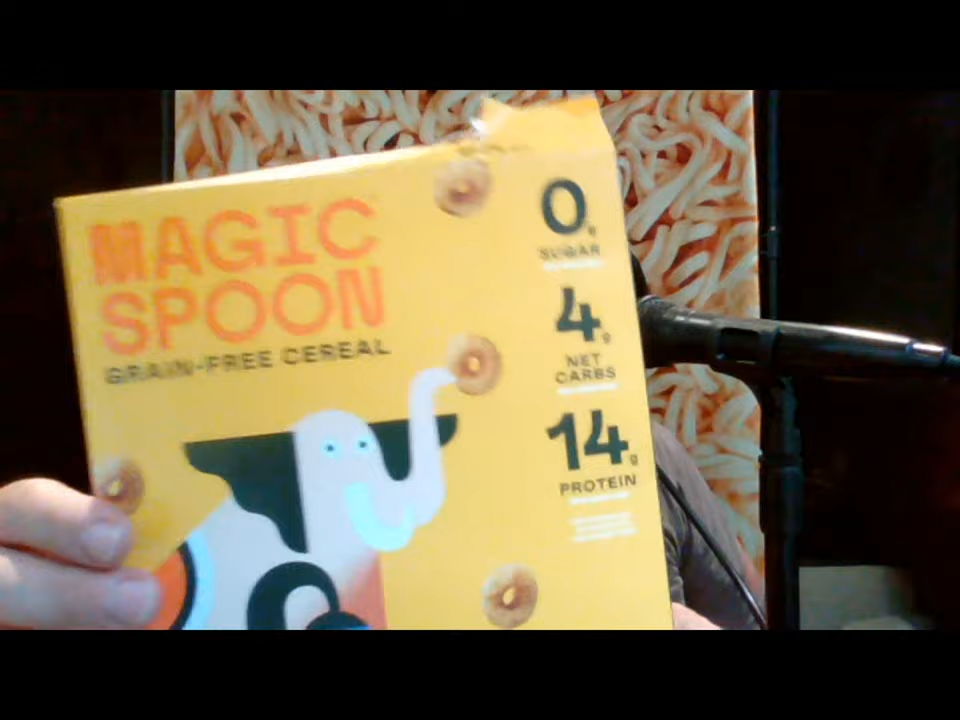 MAGIC
SPOON
GRAIN-FREE CEREAL
0g
SUGAR
4g
NET
CARBS
14g
PROTEIN